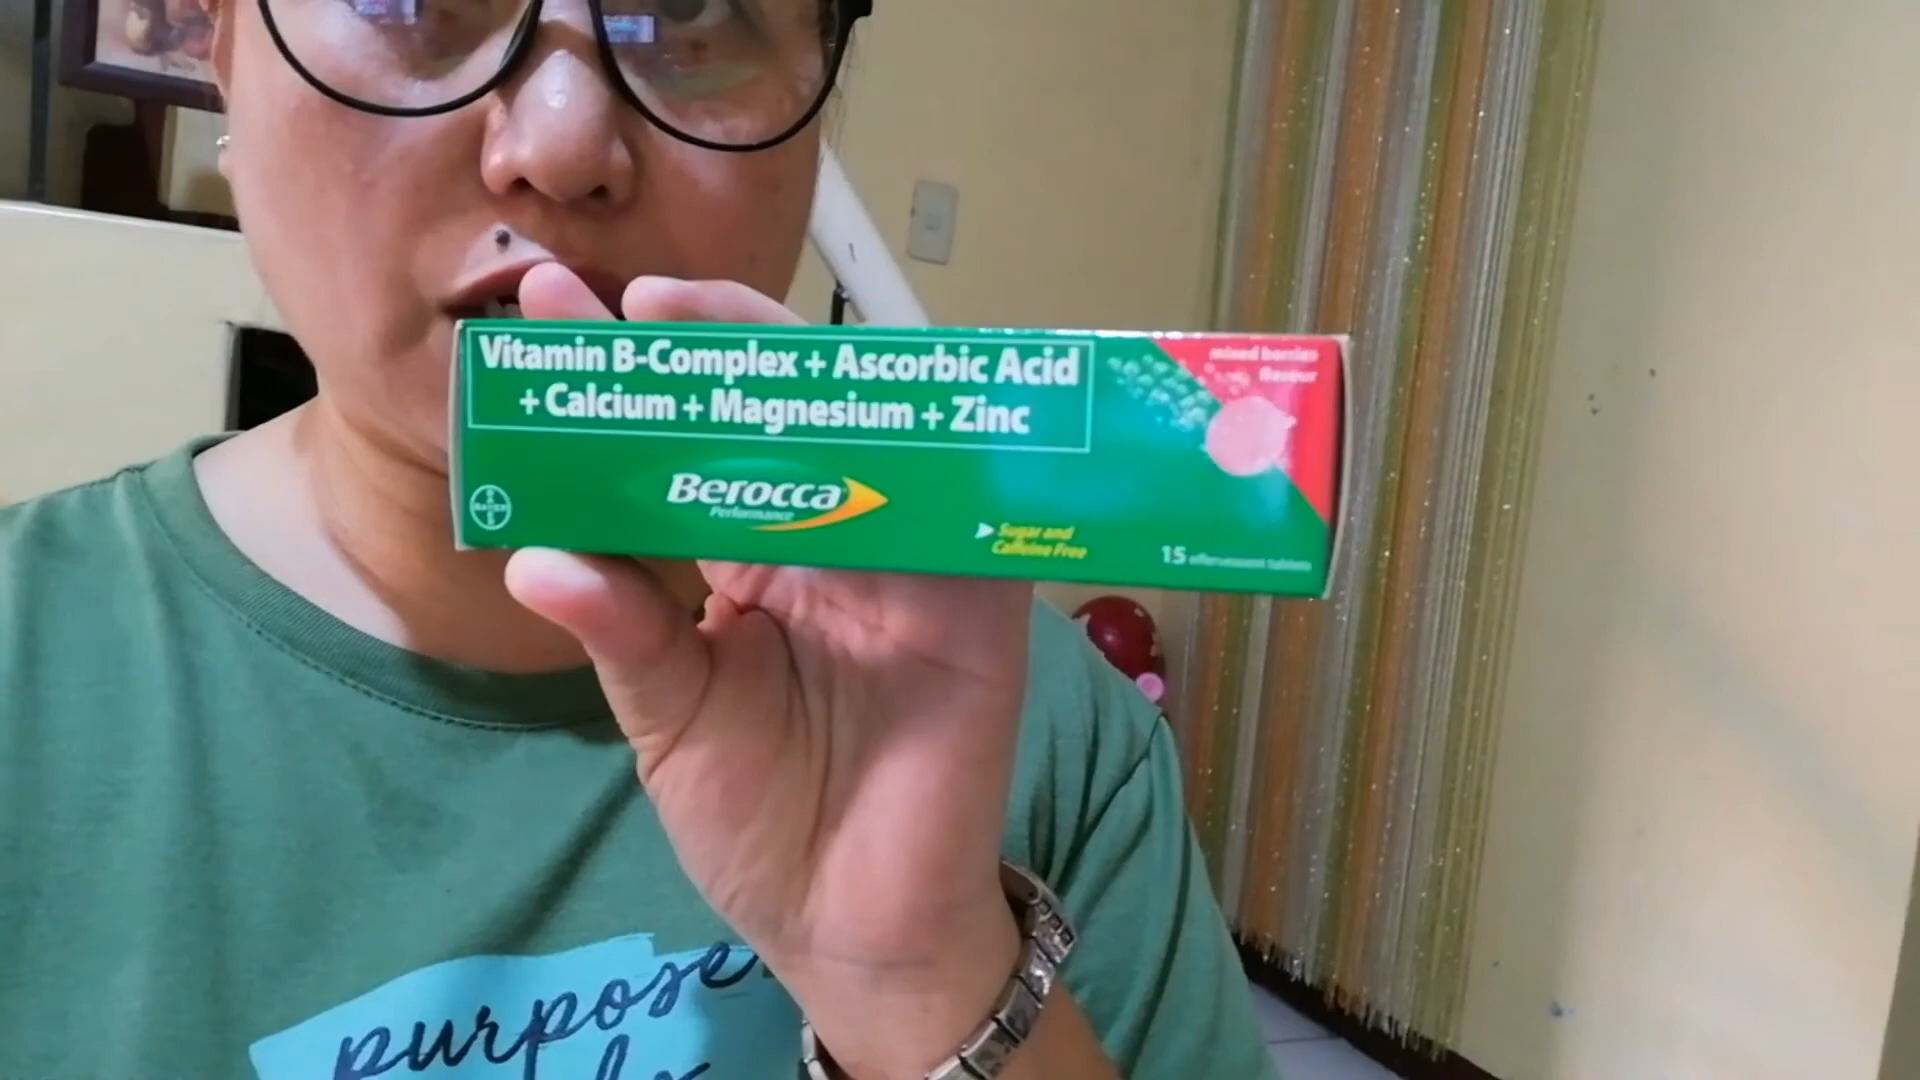 Vitamin B-Complex + Ascorbic Acid
+ Calcium + Magnesium + Zinc
mixed berries
flavour
Berocca
Performance
BAYER
Sugar and
Caffeine Free
15 effervescent tablets
purpose